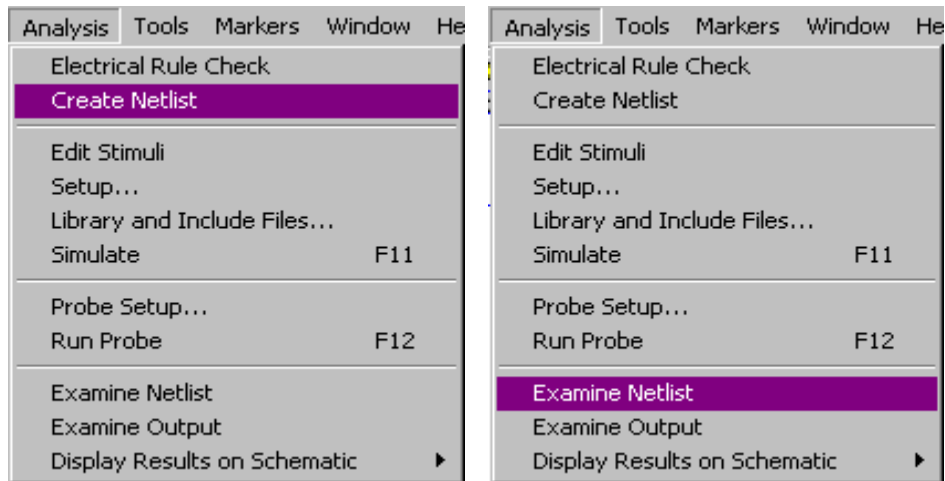 Analysis Tools Markers Window He
Electrical Rule Check
Create Netlist
Edit Stimuli
Setup...
Library and Include Files...
Simulate F11
Probe Setup...
Run Probe F12
Examine Netlist
Examine Output
Display Results on Schematic
Analysis Tools Markers Window He
Electrical Rule Check
Create Netlist
Edit Stimuli
Setup...
Library and Include Files...
Simulate F11
Probe Setup...
Run Probe F12
Examine Netlist
Examine Output
Display Results on Schematic